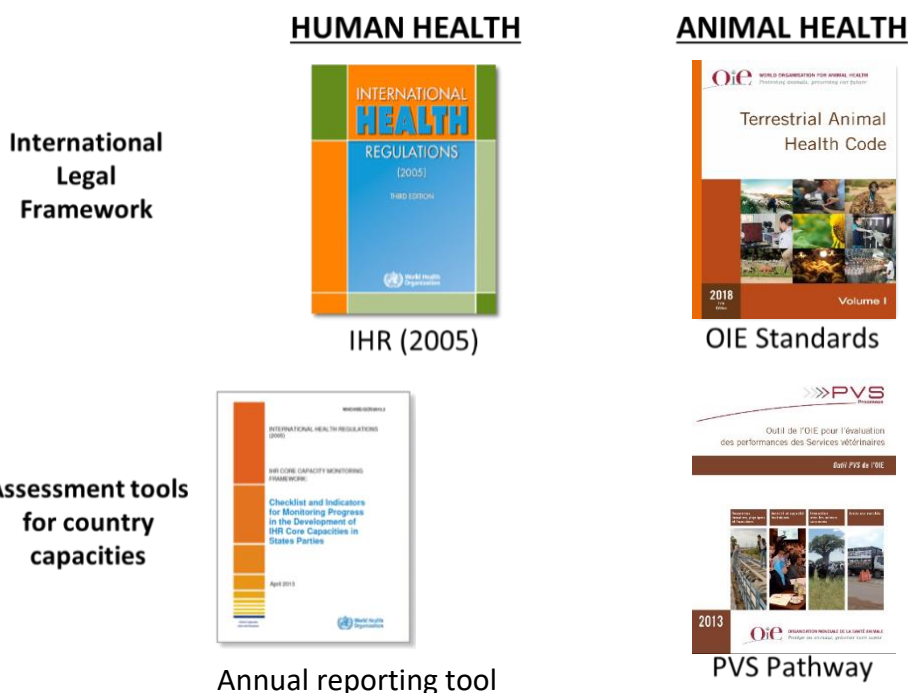 HUMAN HEALTH
ANIMAL HEALTH
International
Legal
Framework
INTERNATIONAL
HEALTH
REGULATIONS
(2005)
THIRD EDITION
World Health
Organization
IHR (2005)
OIE
WORLD ORGANISATION FOR ANIMAL HEALTH
Protecting animals, preserving our future
Terrestrial Animal
Health Code
2018
Volume I
OIE Standards
Assessment tools
for country
capacities
INTERNATIONAL HEALTH REGULATIONS
(2005)
IHR CORE CAPACITY MONITORING
FRAMEWORK:
Checklist and Indicators
for Monitoring Progress
in the Development of
IHR Core Capacities in
States Parties
April 2013
World Health
Organization
Annual reporting tool
>>>PVS
Processus
Outil de l'OIE pour l'évaluation
des performances des Services vétérinaires
Outil PVS de l'OIE
2013
OIE
ORGANISATION MONDIALE DE LA SANTÉ ANIMALE
PVS Pathway